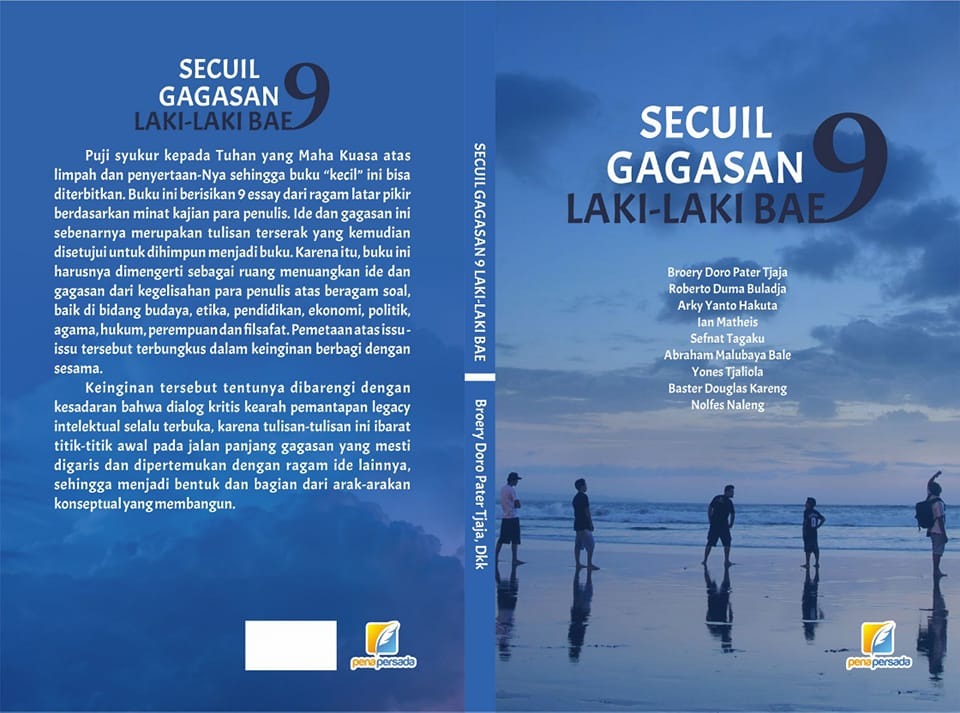 SECUIL
GAGASAN 9
LAKI-LAKI BAE
Puji syukur kepada Tuhan yang Maha Kuasa atas
limpah dan penyertaan-Nya sehingga buku “kecil” ini bisa
diterbitkan. Buku ini berisikan 9 essay dari ragam latar pikir
berdasarkan minat kajian para penulis. Ide dan gagasan ini
sebenarnya merupakan tulisan terserak yang kemudian
disetujui untuk dihimpun menjadi buku. Karena itu, buku ini
harusnya dimengerti sebagai ruang menuangkan ide dan
gagasan dari kegelisahan para penulis atas beragam soal,
baik di bidang budaya, etika, pendidikan, ekonomi, politik,
agama, hukum, perempuan dan filsafat. Pemetaan atas issu-
issu tersebut terbungkus dalam keinginan berbagi dengan
sesama.
Keinginan tersebut tentunya dibarengi dengan
kesadaran bahwa dialog kritis kearah pemantapan legacy
intelektual selalu terbuka, karena tulisan-tulisan ini ibarat
titik-titik awal pada jalan panjang gagasan yang mesti
digaris dan dipertemukan dengan ragam ide lainnya,
sehingga menjadi bentuk dan bagian dari arak-arakan
konseptual yang membangun.
penapersada
SECUIL GAGASAN 9 LAKI-LAKI BAE
Broery Doro Pater Tjaja, Dkk
SECUIL
GAGASAN 9
LAKI-LAKI BAE
Broery Doro Pater Tjaja
Roberto Duma Buladja
Arky Yanto Hakuta
Ian Matheis
Sefnat Tagaku
Abraham Malubaya Bale
Yones Tjaliola
Baster Douglas Kareng
Nolfes Naleng
penapersada